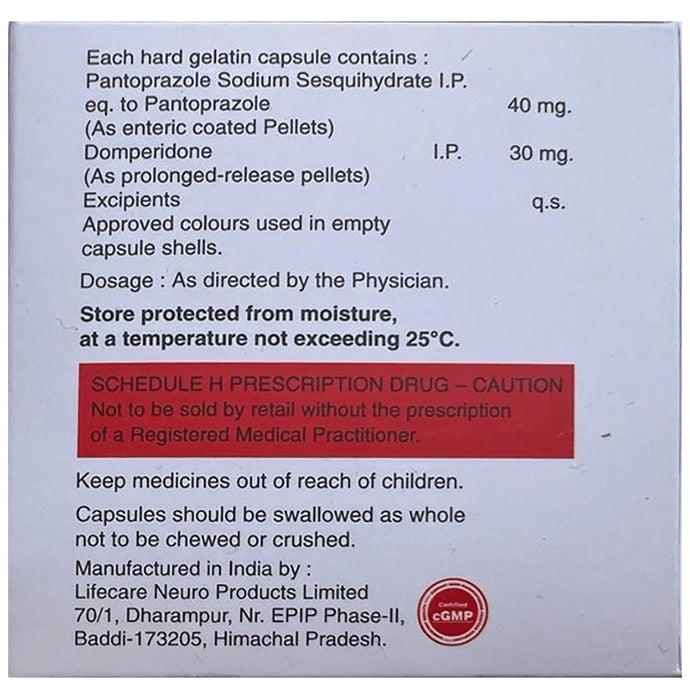 Each hard gelatin capsule contains :
Pantoprazole Sodium Sesquihydrate I.P.
eq. to Pantoprazole 40 mg.
(As enteric coated Pellets)
Domperidone I.P. 30 mg.
(As prolonged-release pellets)
Excipients q.s.
Approved colours used in empty
capsule shells.
Dosage : As directed by the Physician.
Store protected from moisture,
at a temperature not exceeding 25°C.
SCHEDULE H PRESCRIPTION DRUG – CAUTION
Not to be sold by retail without the prescription
of a Registered Medical Practitioner.
Keep medicines out of reach of children.
Capsules should be swallowed as whole
not to be chewed or crushed.
Manufactured in India by :
Lifecare Neuro Products Limited
70/1, Dharampur, Nr. EPIP Phase-II,
Baddi-173205, Himachal Pradesh.
Certified
cGMP